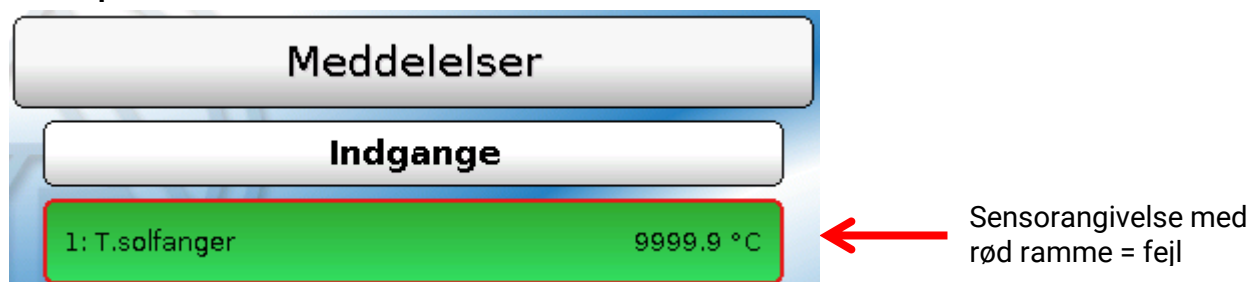 Meddelelser
Indgange
1: T.solfanger 9999.9 °C
Sensorangivelse med
rød ramme = fejl